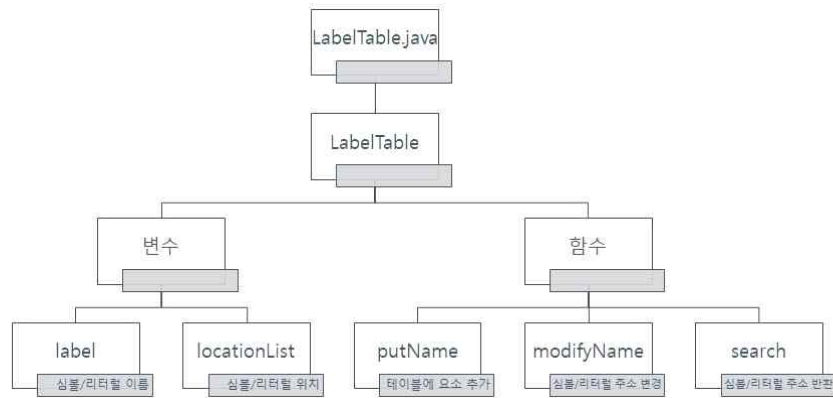 LabelTable.java
LabelTable
변수
함수
label
심볼/리터럴 이름
locationList
심볼/리터럴 위치
putName
테이블에 요소 추가
modifyName
심볼/리터럴 주소 변경
search
심볼/리터럴 주소 반환